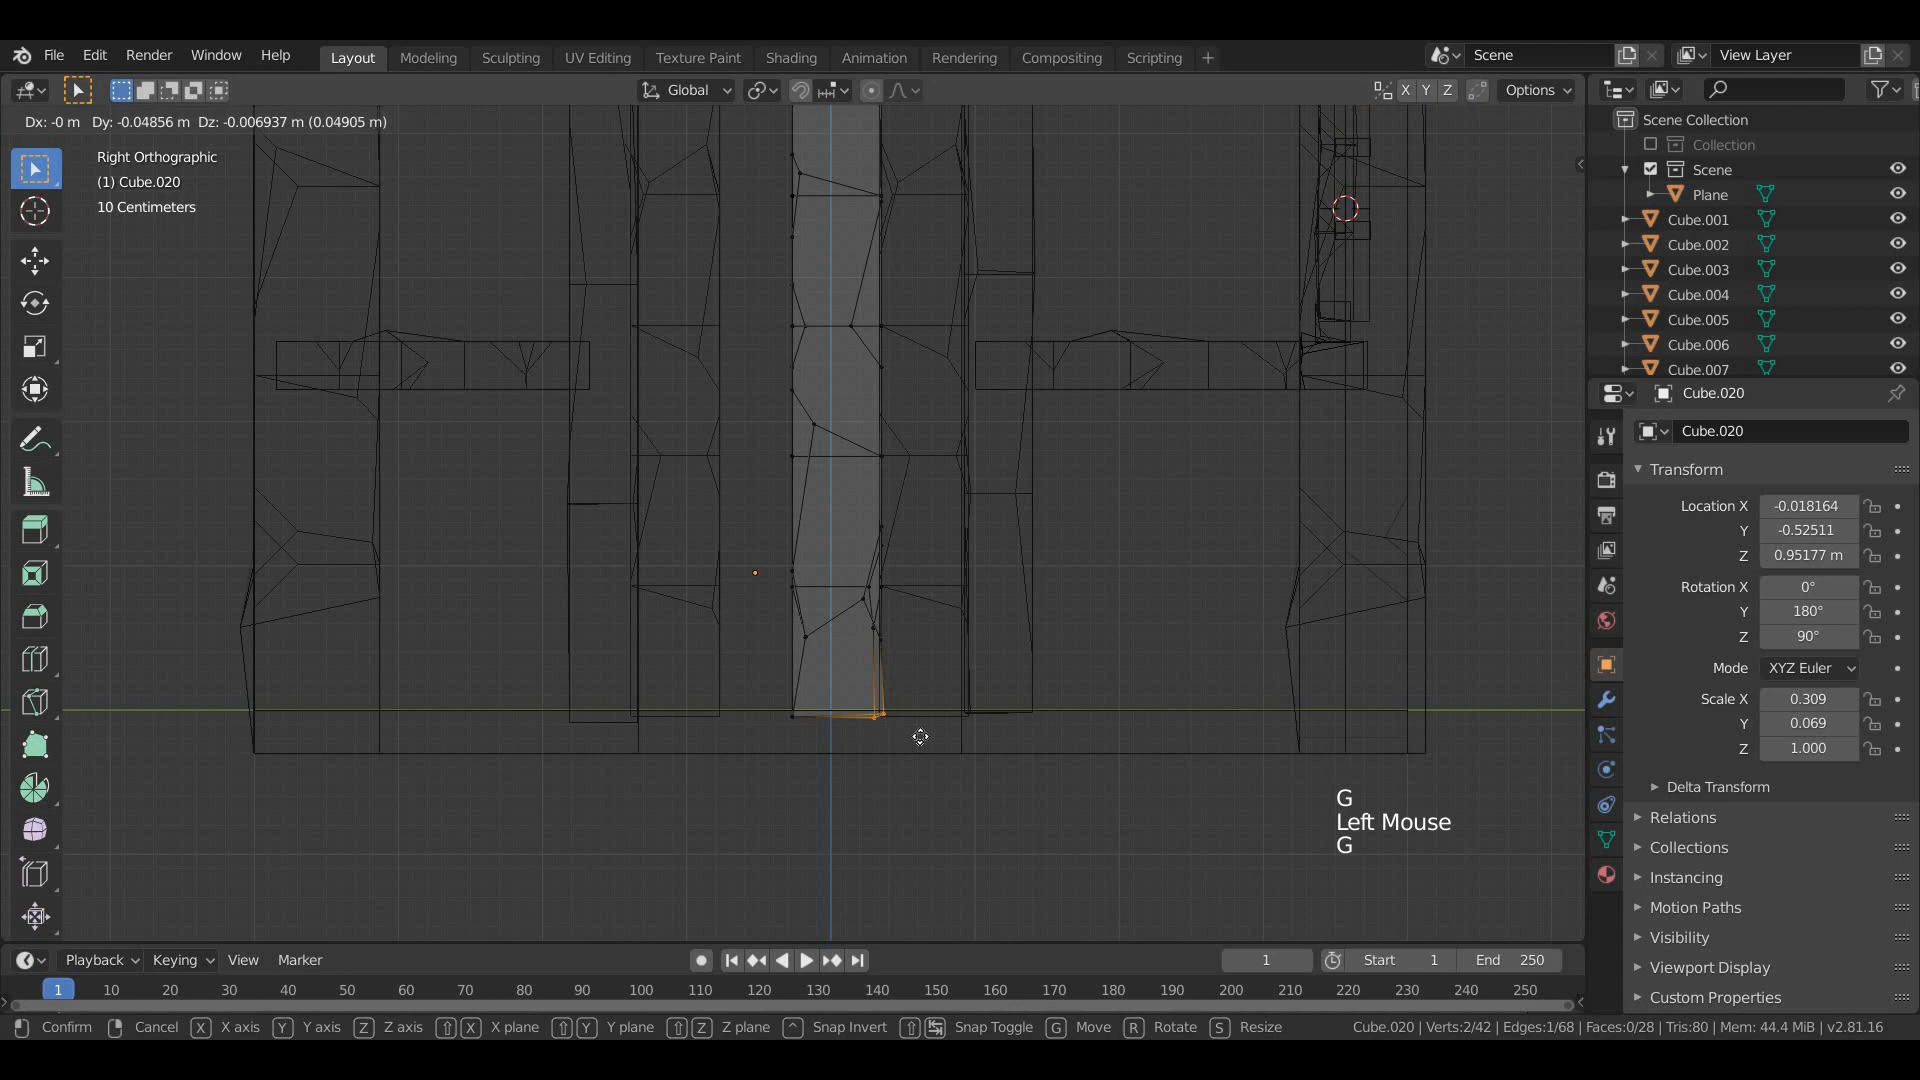 File Edit Render Window Help Layout Modeling Sculpting UV Editing Texture Paint Shading Animation Rendering Compositing Scripting + Scene View Layer
Global X Y Z Options
Dx: -0 m Dy: -0.04856 m Dz: -0.006937 m (0.04905 m)
Right Orthographic
(1) Cube.020
10 Centimeters
Scene Collection
Collection
Scene
Plane
Cube.001
Cube.002
Cube.003
Cube.004
Cube.005
Cube.006
Cube.007
Cube.020
Cube.020
Transform
Location X -0.018164
Y -0.52511
Z 0.95177 m
Rotation X 0°
Y 180°
Z 90°
Mode XYZ Euler
Scale X 0.309
Y 0.069
Z 1.000
Delta Transform
Relations
Collections
Instancing
Motion Paths
Visibility
Viewport Display
Custom Properties
G
Left Mouse
G
Playback Keying View Marker 1 Start 1 End 250
1 10 20 30 40 50 60 70 80 90 100 110 120 130 140 150 160 170 180 190 200 210 220 230 240 250
Confirm Cancel X X axis Y Y axis Z Z axis X X plane Y Y plane Z Z plane ^ Snap Invert Snap Toggle G Move R Rotate S Resize Cube.020 | Verts:2/42 | Edges:1/68 | Faces:0/28 | Tris:80 | Mem: 44.4 MiB | v2.81.16